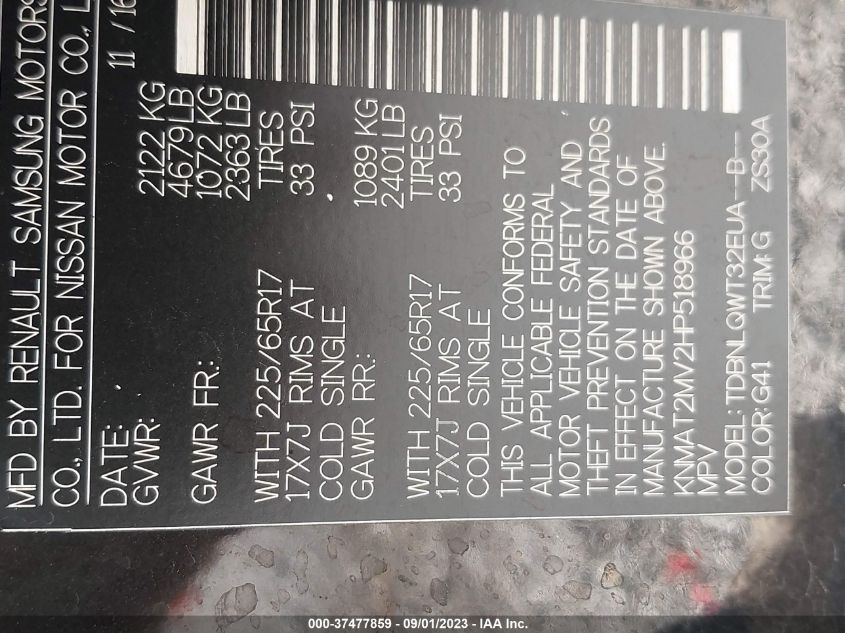 MFD BY RENAULT SAMSUNG MOTORS
CO., LTD. FOR NISSAN MOTOR CO., L
DATE: 11 / 16
GVWR: 2122 KG
4679 LB
GAWR FR.: 1072 KG
2363 LB
WITH 225/65R17 TIRES
17X7J RIMS AT 33 PSI
COLD SINGLE
GAWR RR.: 1089 KG
2401 LB
WITH 225/65R17 TIRES
17X7J RIMS AT 33 PSI
COLD SINGLE
THIS VEHICLE CONFORMS TO
ALL APPLICABLE FEDERAL
MOTOR VEHICLE SAFETY AND
THEFT PREVENTION STANDARDS
IN EFFECT ON THE DATE OF
MANUFACTURE SHOWN ABOVE.
KNMAT2MV2HP518966
MPV
MODEL: TDBNLQWT32EUA--B---
COLOR: G41 TRIM: G ZS30A
000-37477859 - 09/01/2023 - IAA Inc.